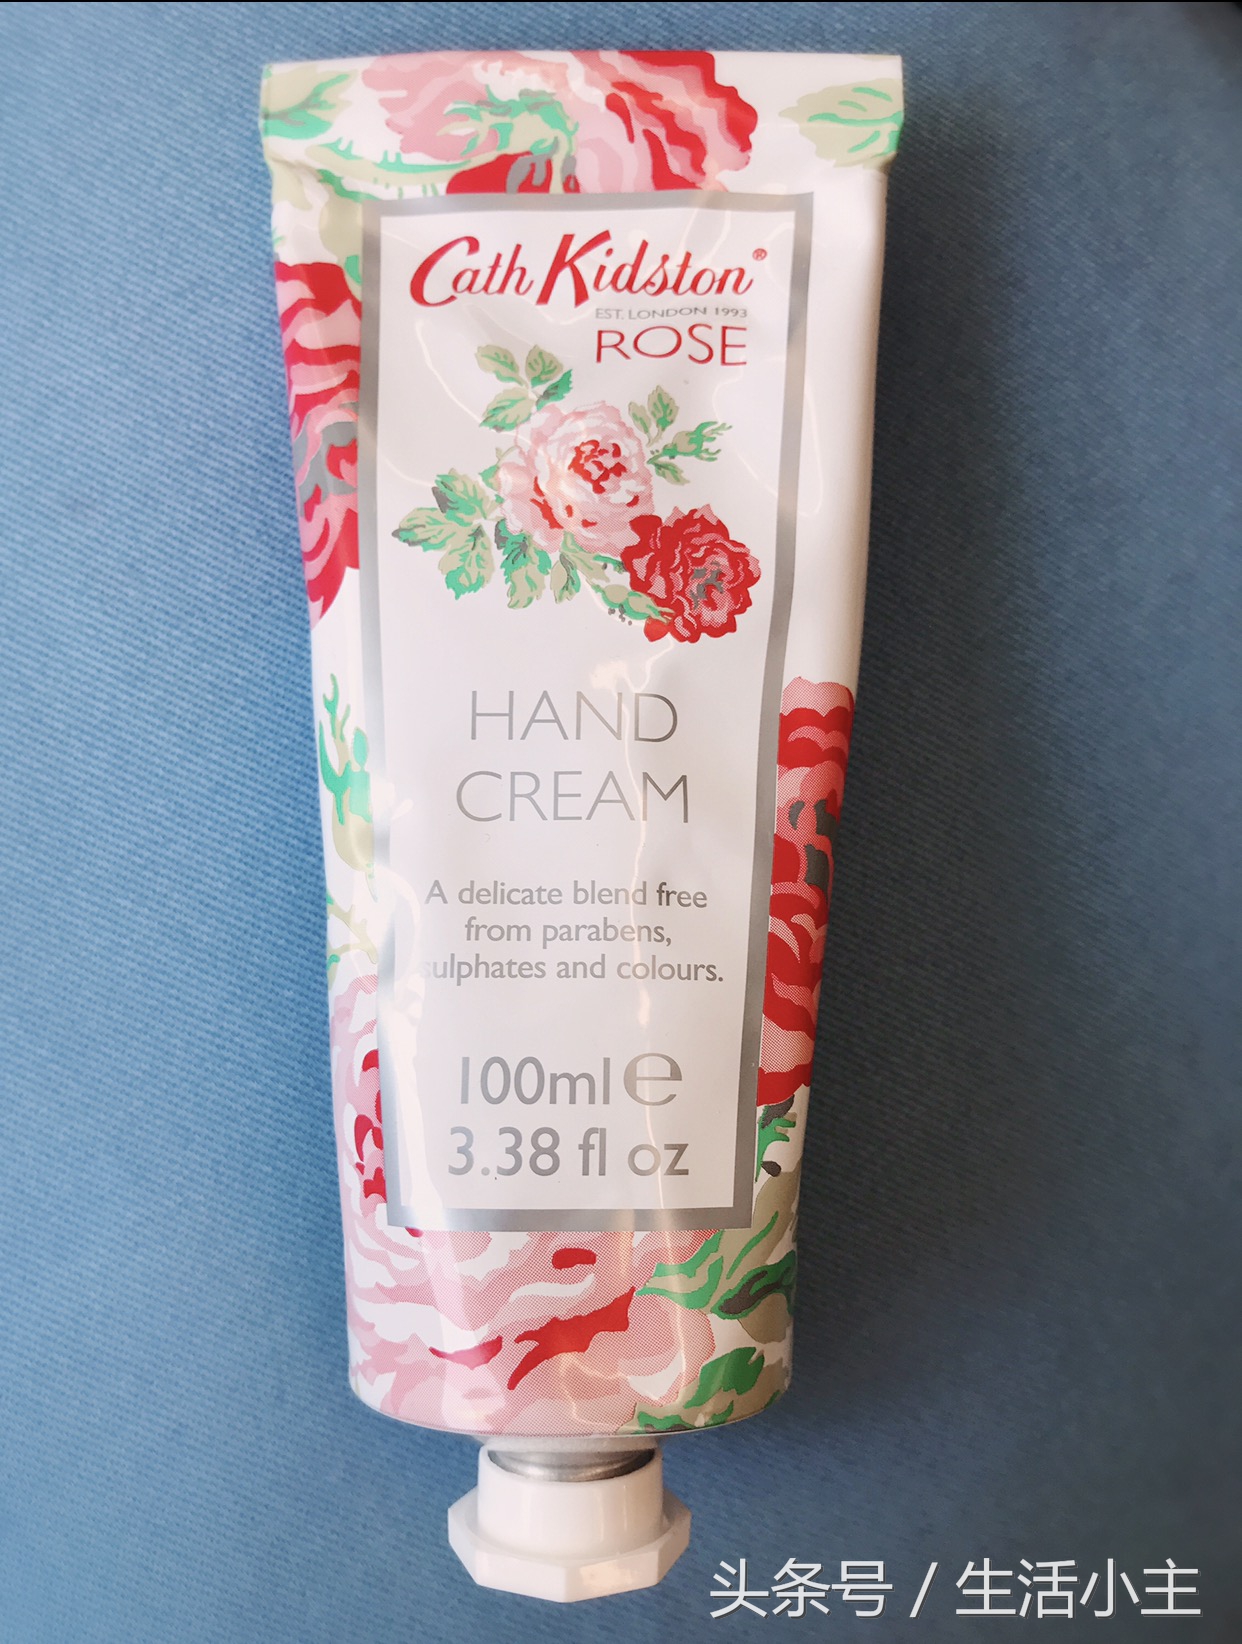 Cath Kidston®
EST. LONDON 1993
ROSE
HAND
CREAM
A delicate blend free
from parabens,
sulphates and colours.
100ml e
3.38 fl oz
头条号 / 生活小主